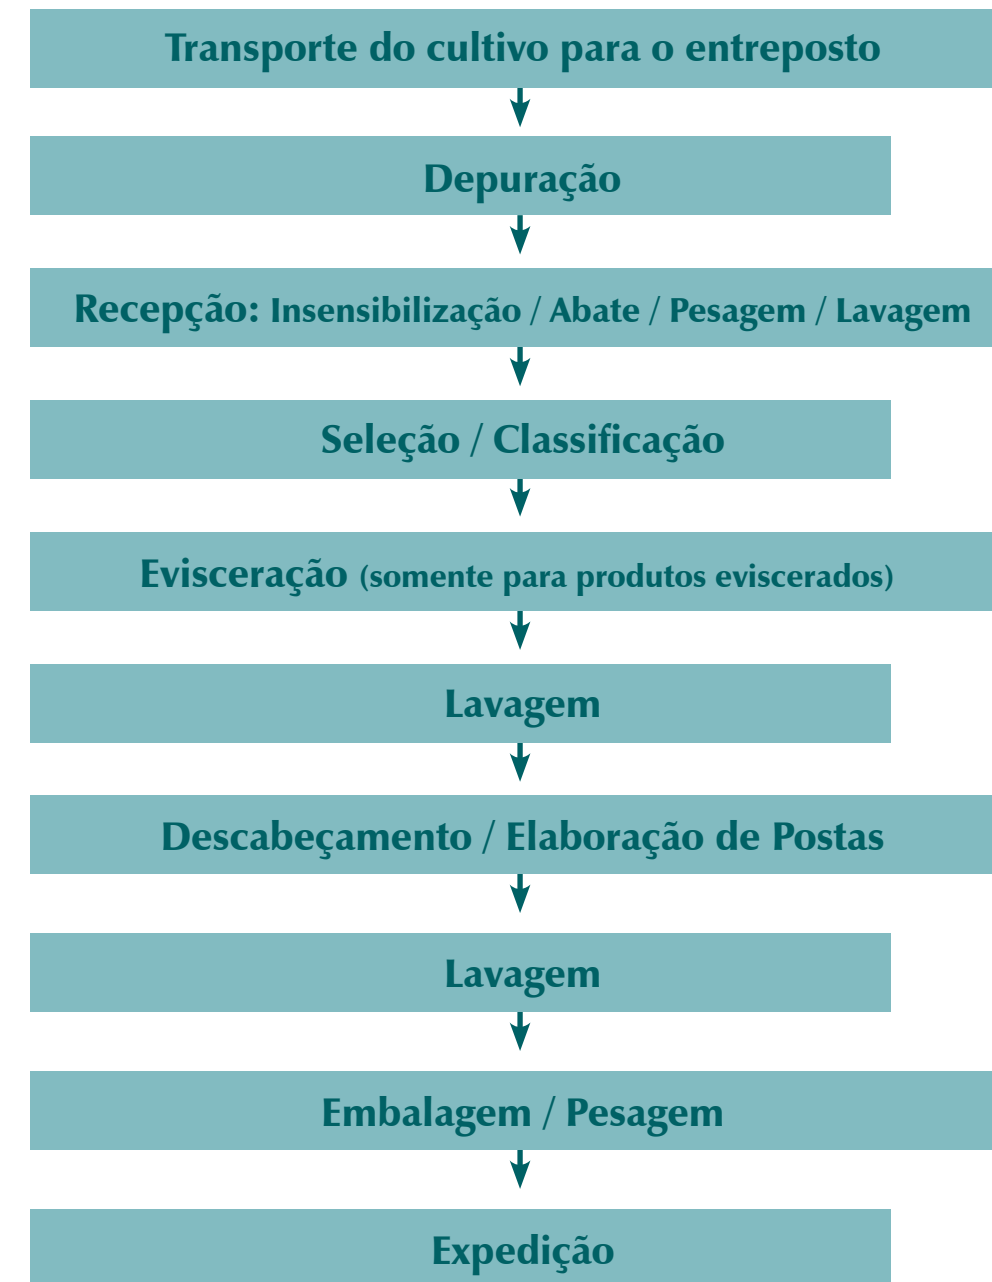 Transporte do cultivo para o entreposto
Depuração
Recepção: Insensibilização / Abate / Pesagem / Lavagem
Seleção / Classificação
Evisceração (somente para produtos eviscerados)
Lavagem
Descabeçamento / Elaboração de Postas
Lavagem
Embalagem / Pesagem
Expedição